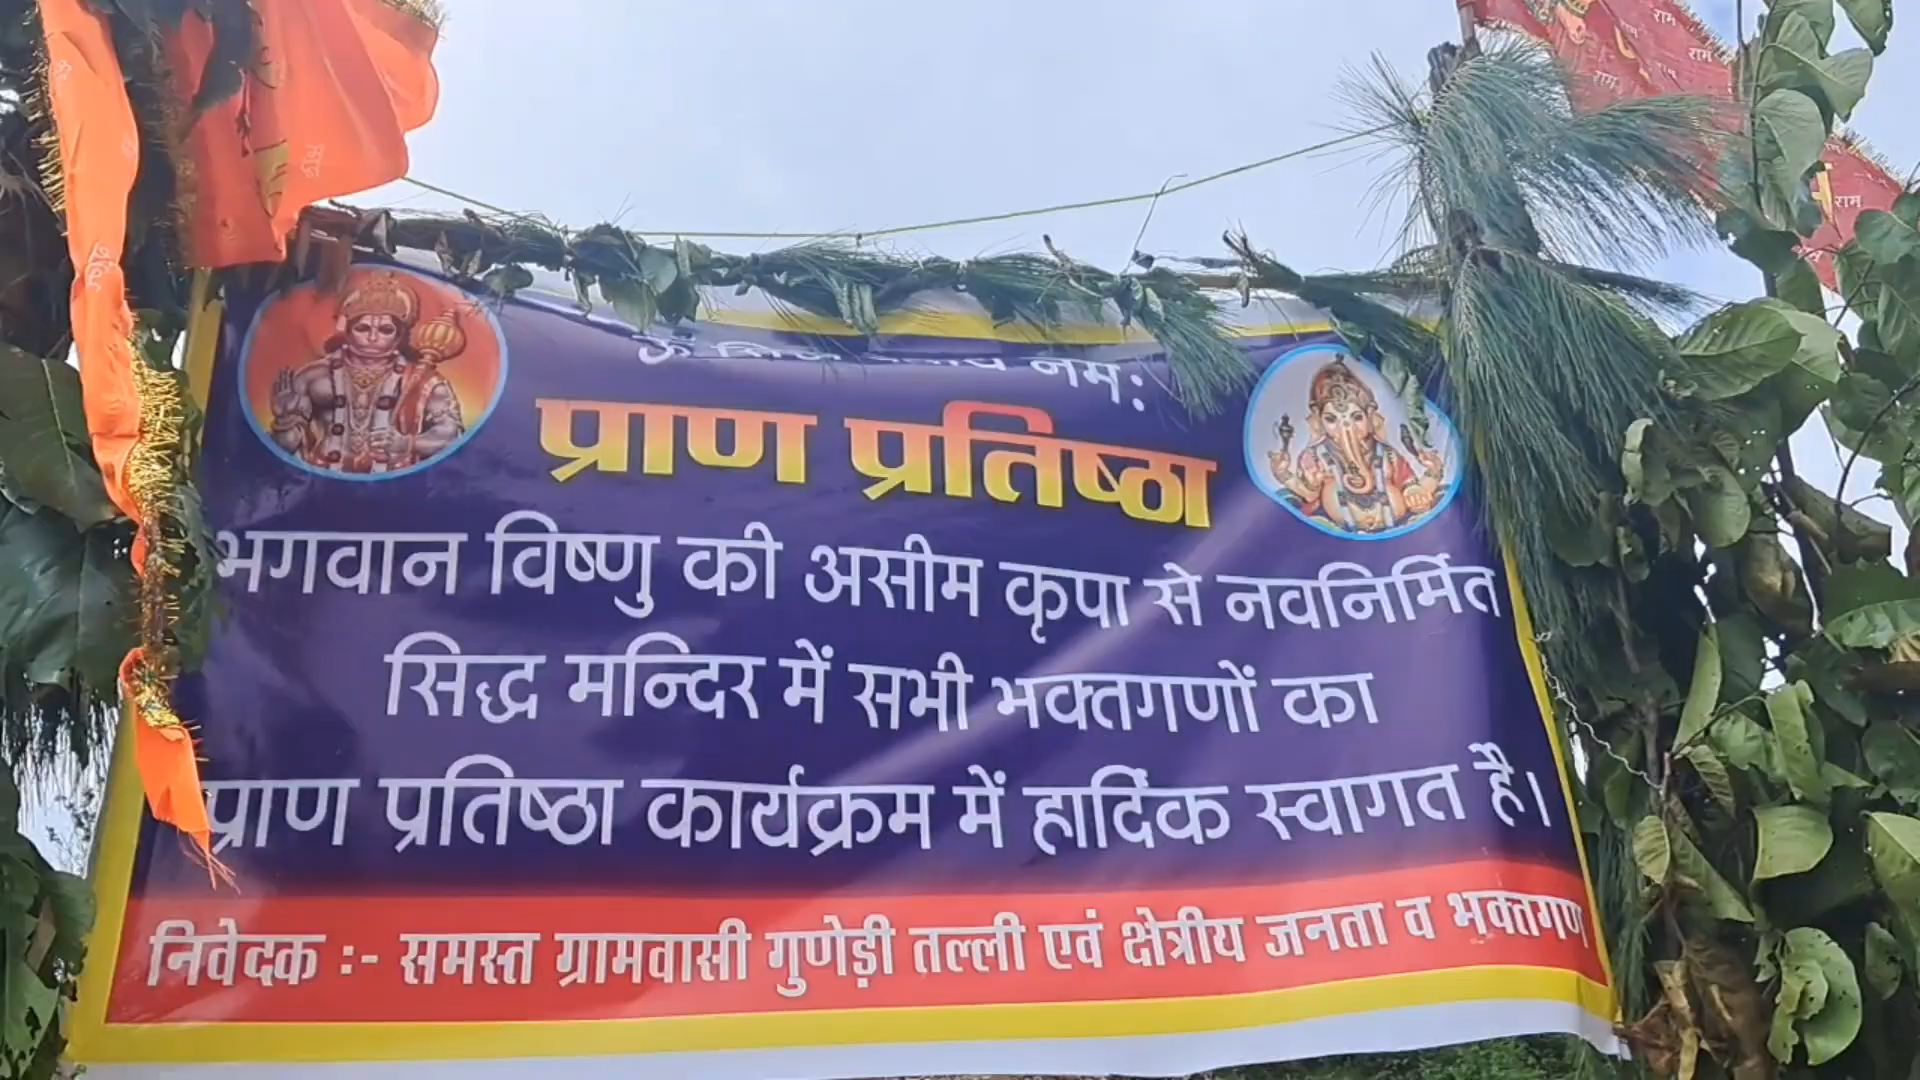 नम:
प्राण प्रतिष्ठा
भगवान विष्णु की असीम कृपा से नवनिर्मित
सिद्ध मन्दिर में सभी भक्तगणों का
प्राण प्रतिष्ठा कार्यक्रम में हार्दिक स्वागत है।
निवेदक :- समस्त ग्रामवासी गुणेड़ी तल्ली एवं क्षेत्रीय जनता व भक्तगण
राम
राम
राम
राम